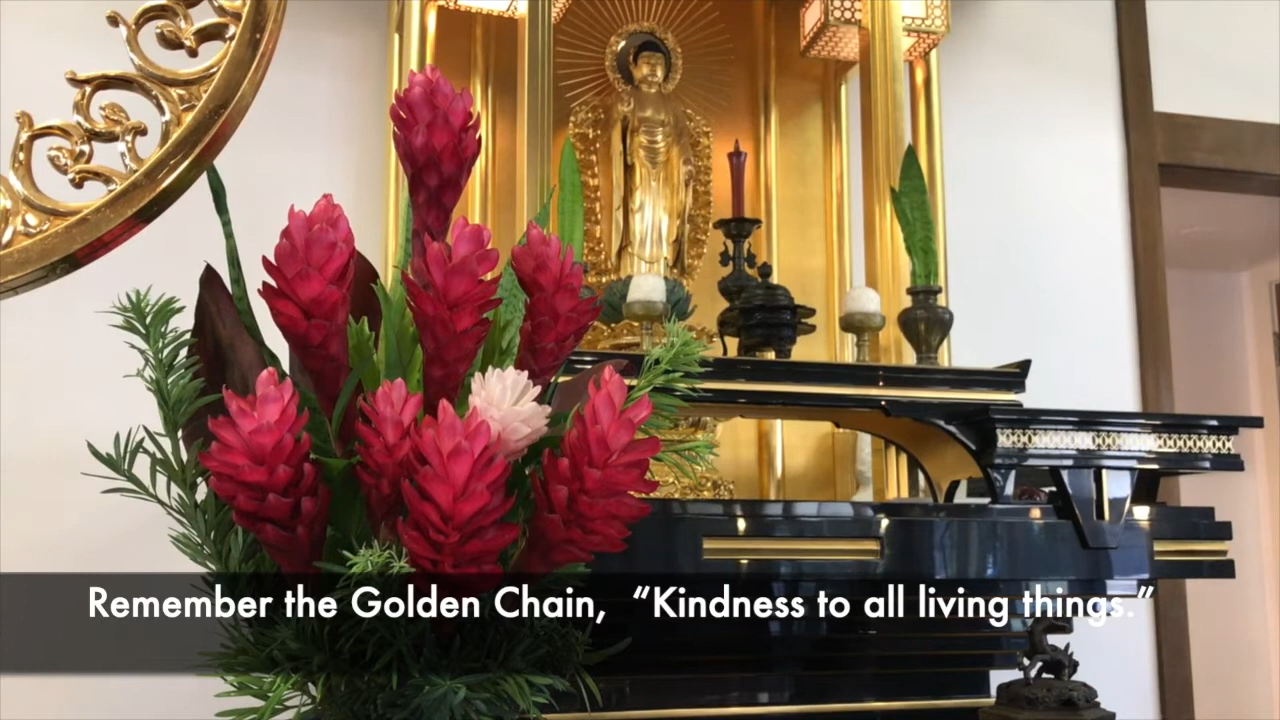 Remember the Golden Chain,  “Kindness to all living things.”